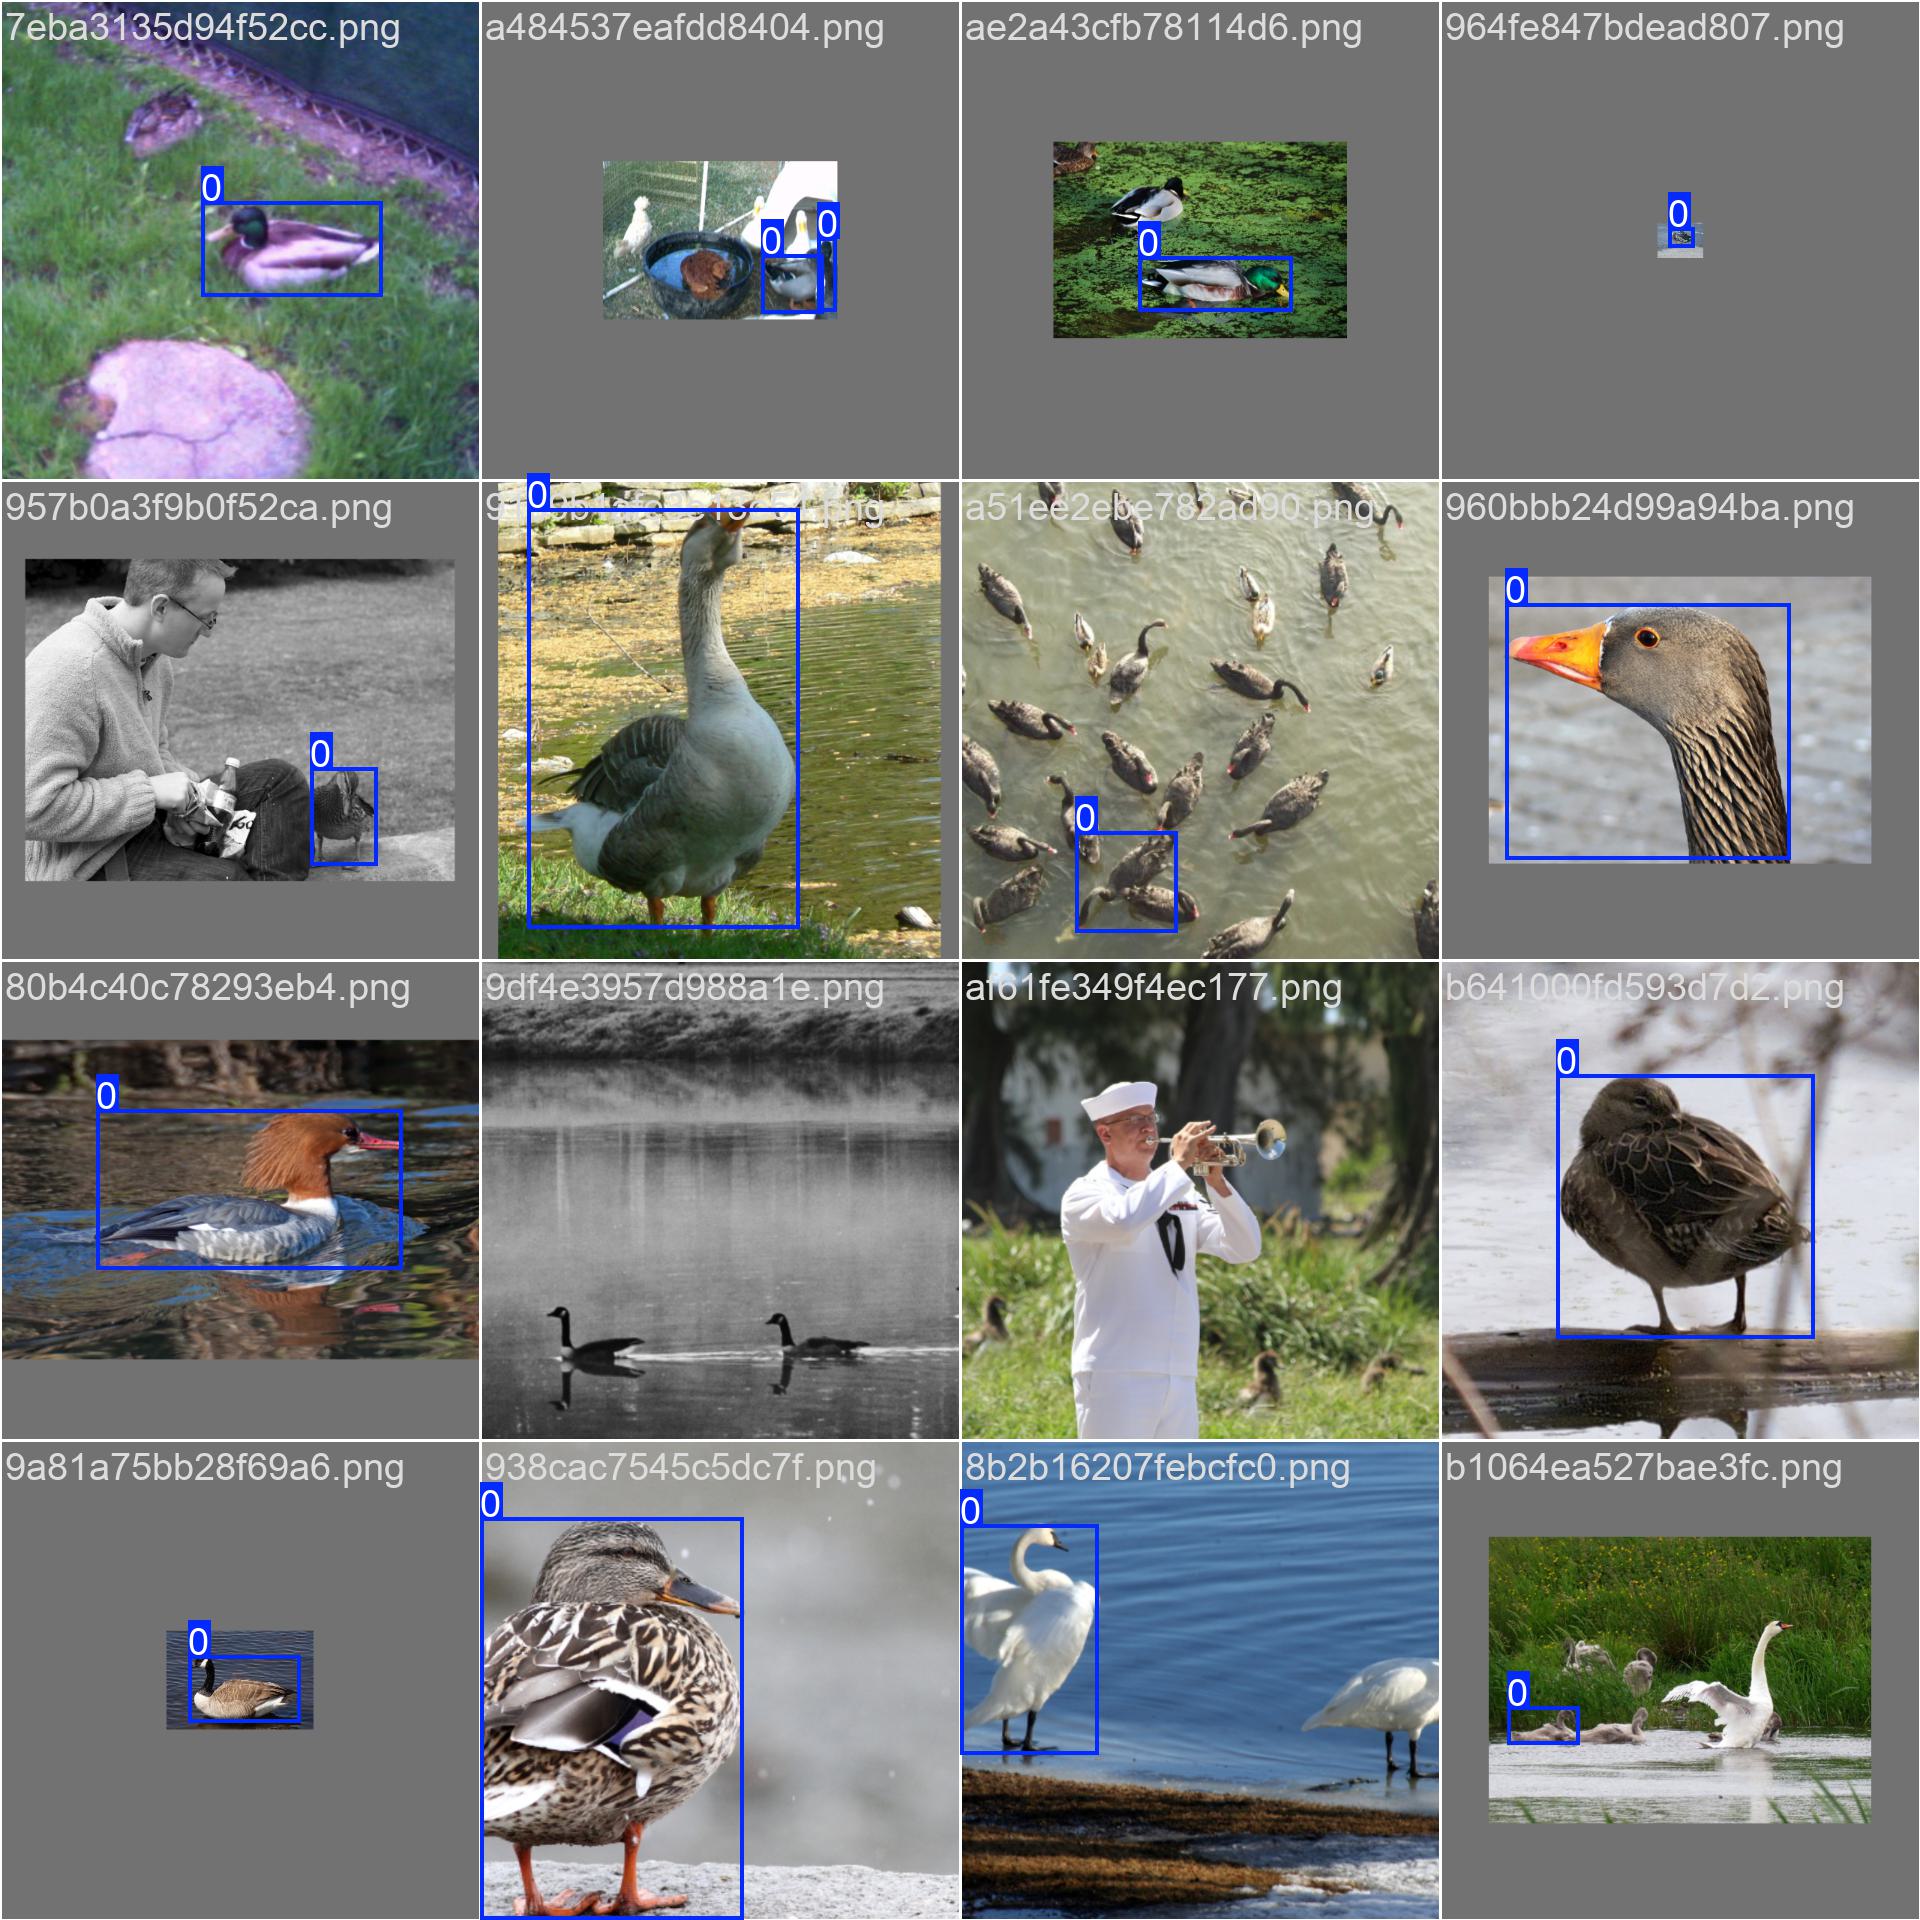 7eba3135d94f52cc.png
a484537eafdd8404.png
ae2a43cfb78114d6.png
964fe847bdead807.png
0
0
0
0
0
957b0a3f9b0f52ca.png
a51ee2ebe782ad90.png
960bbb24d99a94ba.png
0
0
0
0
80b4c40c78293eb4.png
9df4e3957d988a1e.png
af61fe349f4ec177.png
b641000fd593d7d2.png
0
0
9a81a75bb28f69a6.png
938cac7545c5dc7f.png
8b2b16207febcfc0.png
b1064ea527bae3fc.png
0
0
0
0